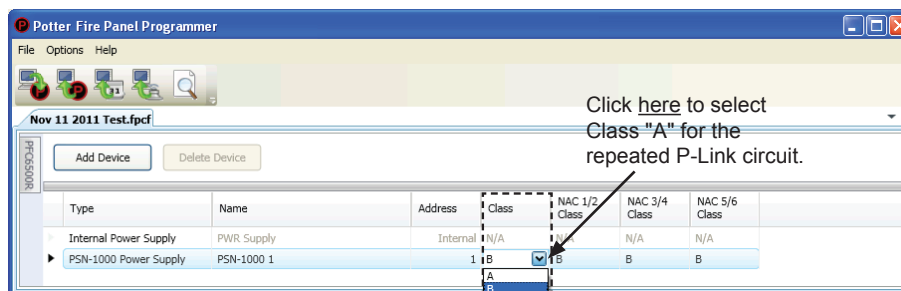 Potter Fire Panel Programmer
File Options Help
Click here to select
Class "A" for the
repeated P-Link circuit.
Nov 11 2011 Test.fpcf
PFC6500R
Add Device Delete Device
Type Name Address Class NAC 1/2 Class NAC 3/4 Class NAC 5/6 Class
Internal Power Supply PWR Supply Internal N/A N/A N/A N/A
PSN-1000 Power Supply PSN-1000 1 1 B B B B
A
B